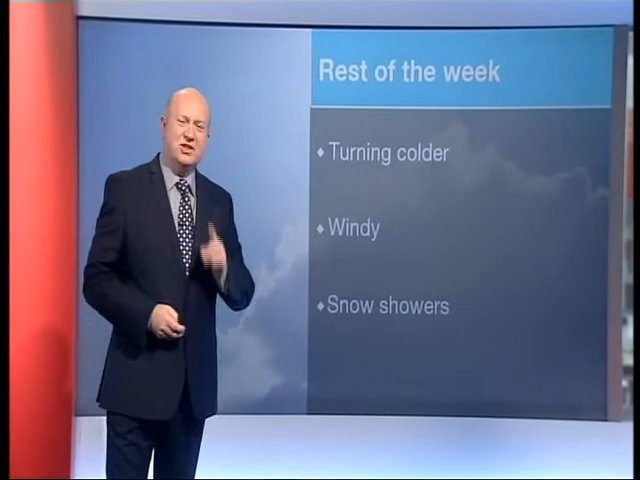 Rest of the week
♦Turning colder
♦Windy
♦Snow showers